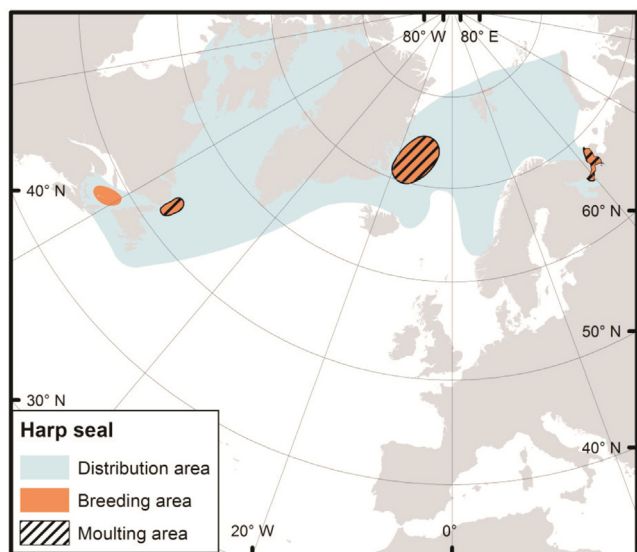 80° W 80° E
40° N
60° N
50° N
30° N
40° N
20° W 0°
Harp seal
Distribution area
Breeding area
Moulting area